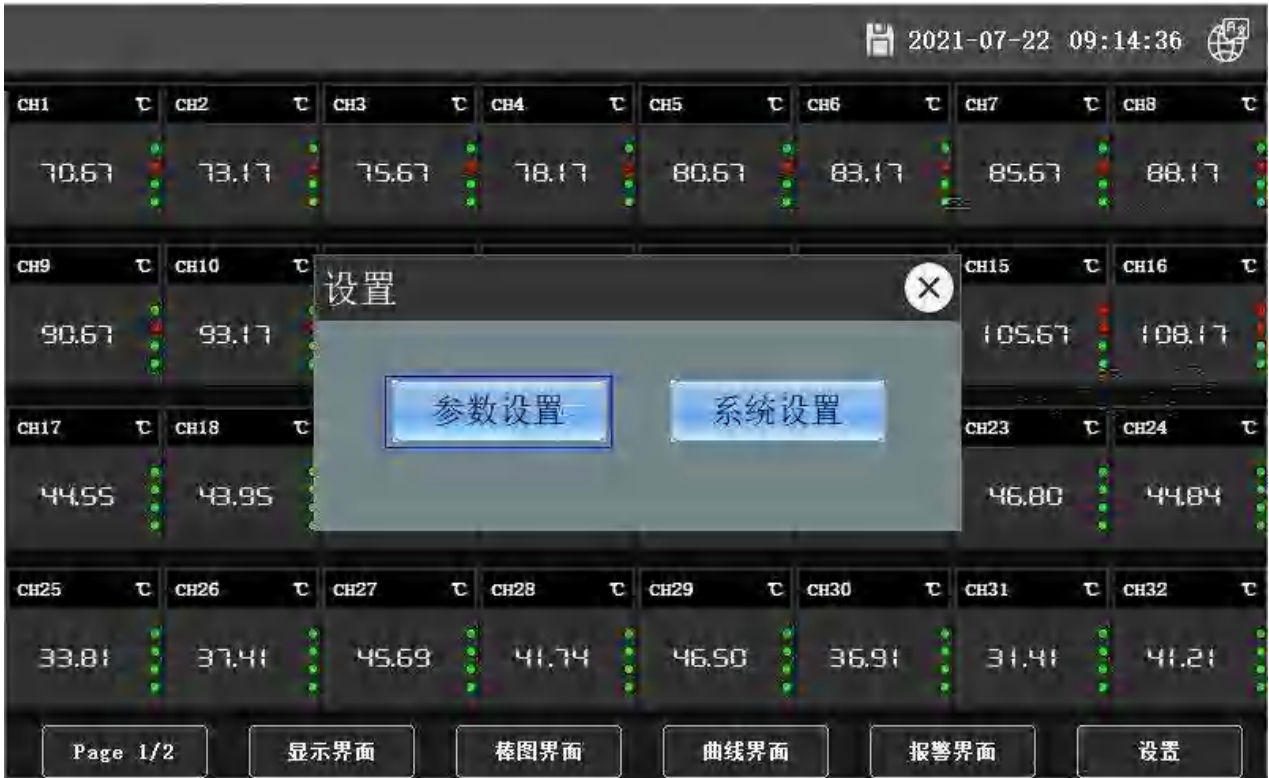 2021-07-22 09:14:36
CH1 ℃ CH2 ℃ CH3 ℃ CH4 ℃ CH5 ℃ CH6 ℃ CH7 ℃ CH8 ℃
70.67 73.17 75.67 78.17 80.67 83.17 85.67 88.17
CH9 ℃ CH10 ℃ CH15 ℃ CH16 ℃
90.67 93.17 105.67 108.17
设置
参数设置 系统设置
CH17 ℃ CH18 ℃ CH23 ℃ CH24 ℃
44.55 43.95 46.80 44.84
CH25 ℃ CH26 ℃ CH27 ℃ CH28 ℃ CH29 ℃ CH30 ℃ CH31 ℃ CH32 ℃
33.81 37.41 45.69 41.74 46.50 36.91 31.41 41.21
Page 1/2 显示界面 棒图界面 曲线界面 报警界面 设置